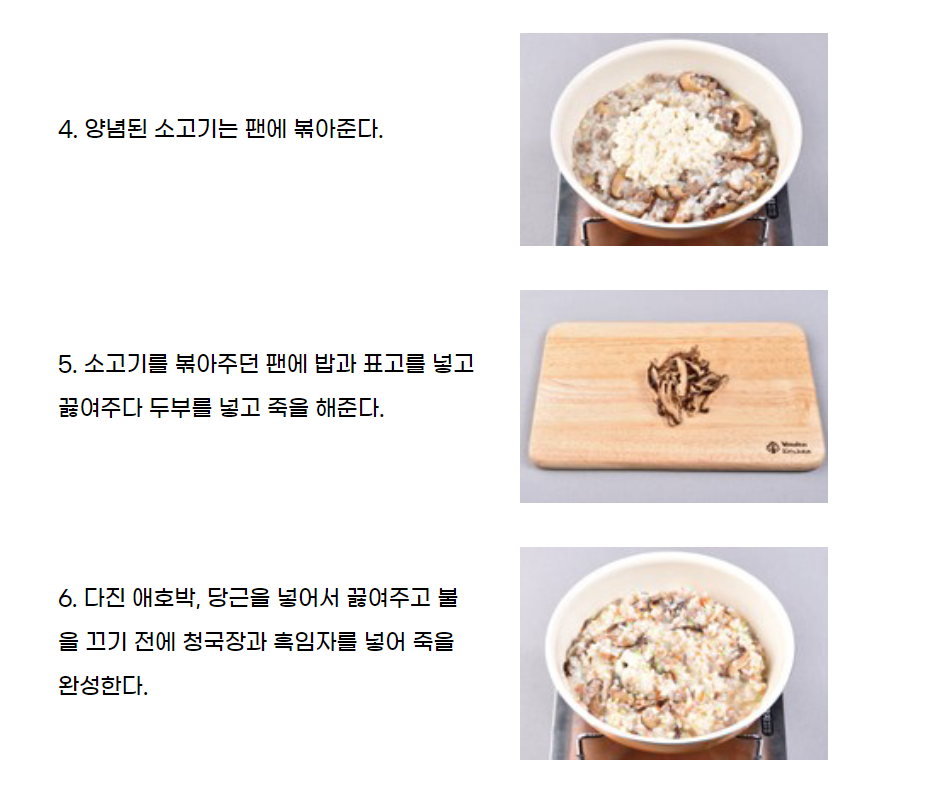 4. 양념된 소고기는 팬에 볶아준다.
5. 소고기를 볶아주던 팬에 밥과 표고를 넣고
끓여주다 두부를 넣고 죽을 해준다.
6. 다진 애호박, 당근을 넣어서 끓여주고 불
을 끄기 전에 청국장과 흑임자를 넣어 죽을
완성한다.